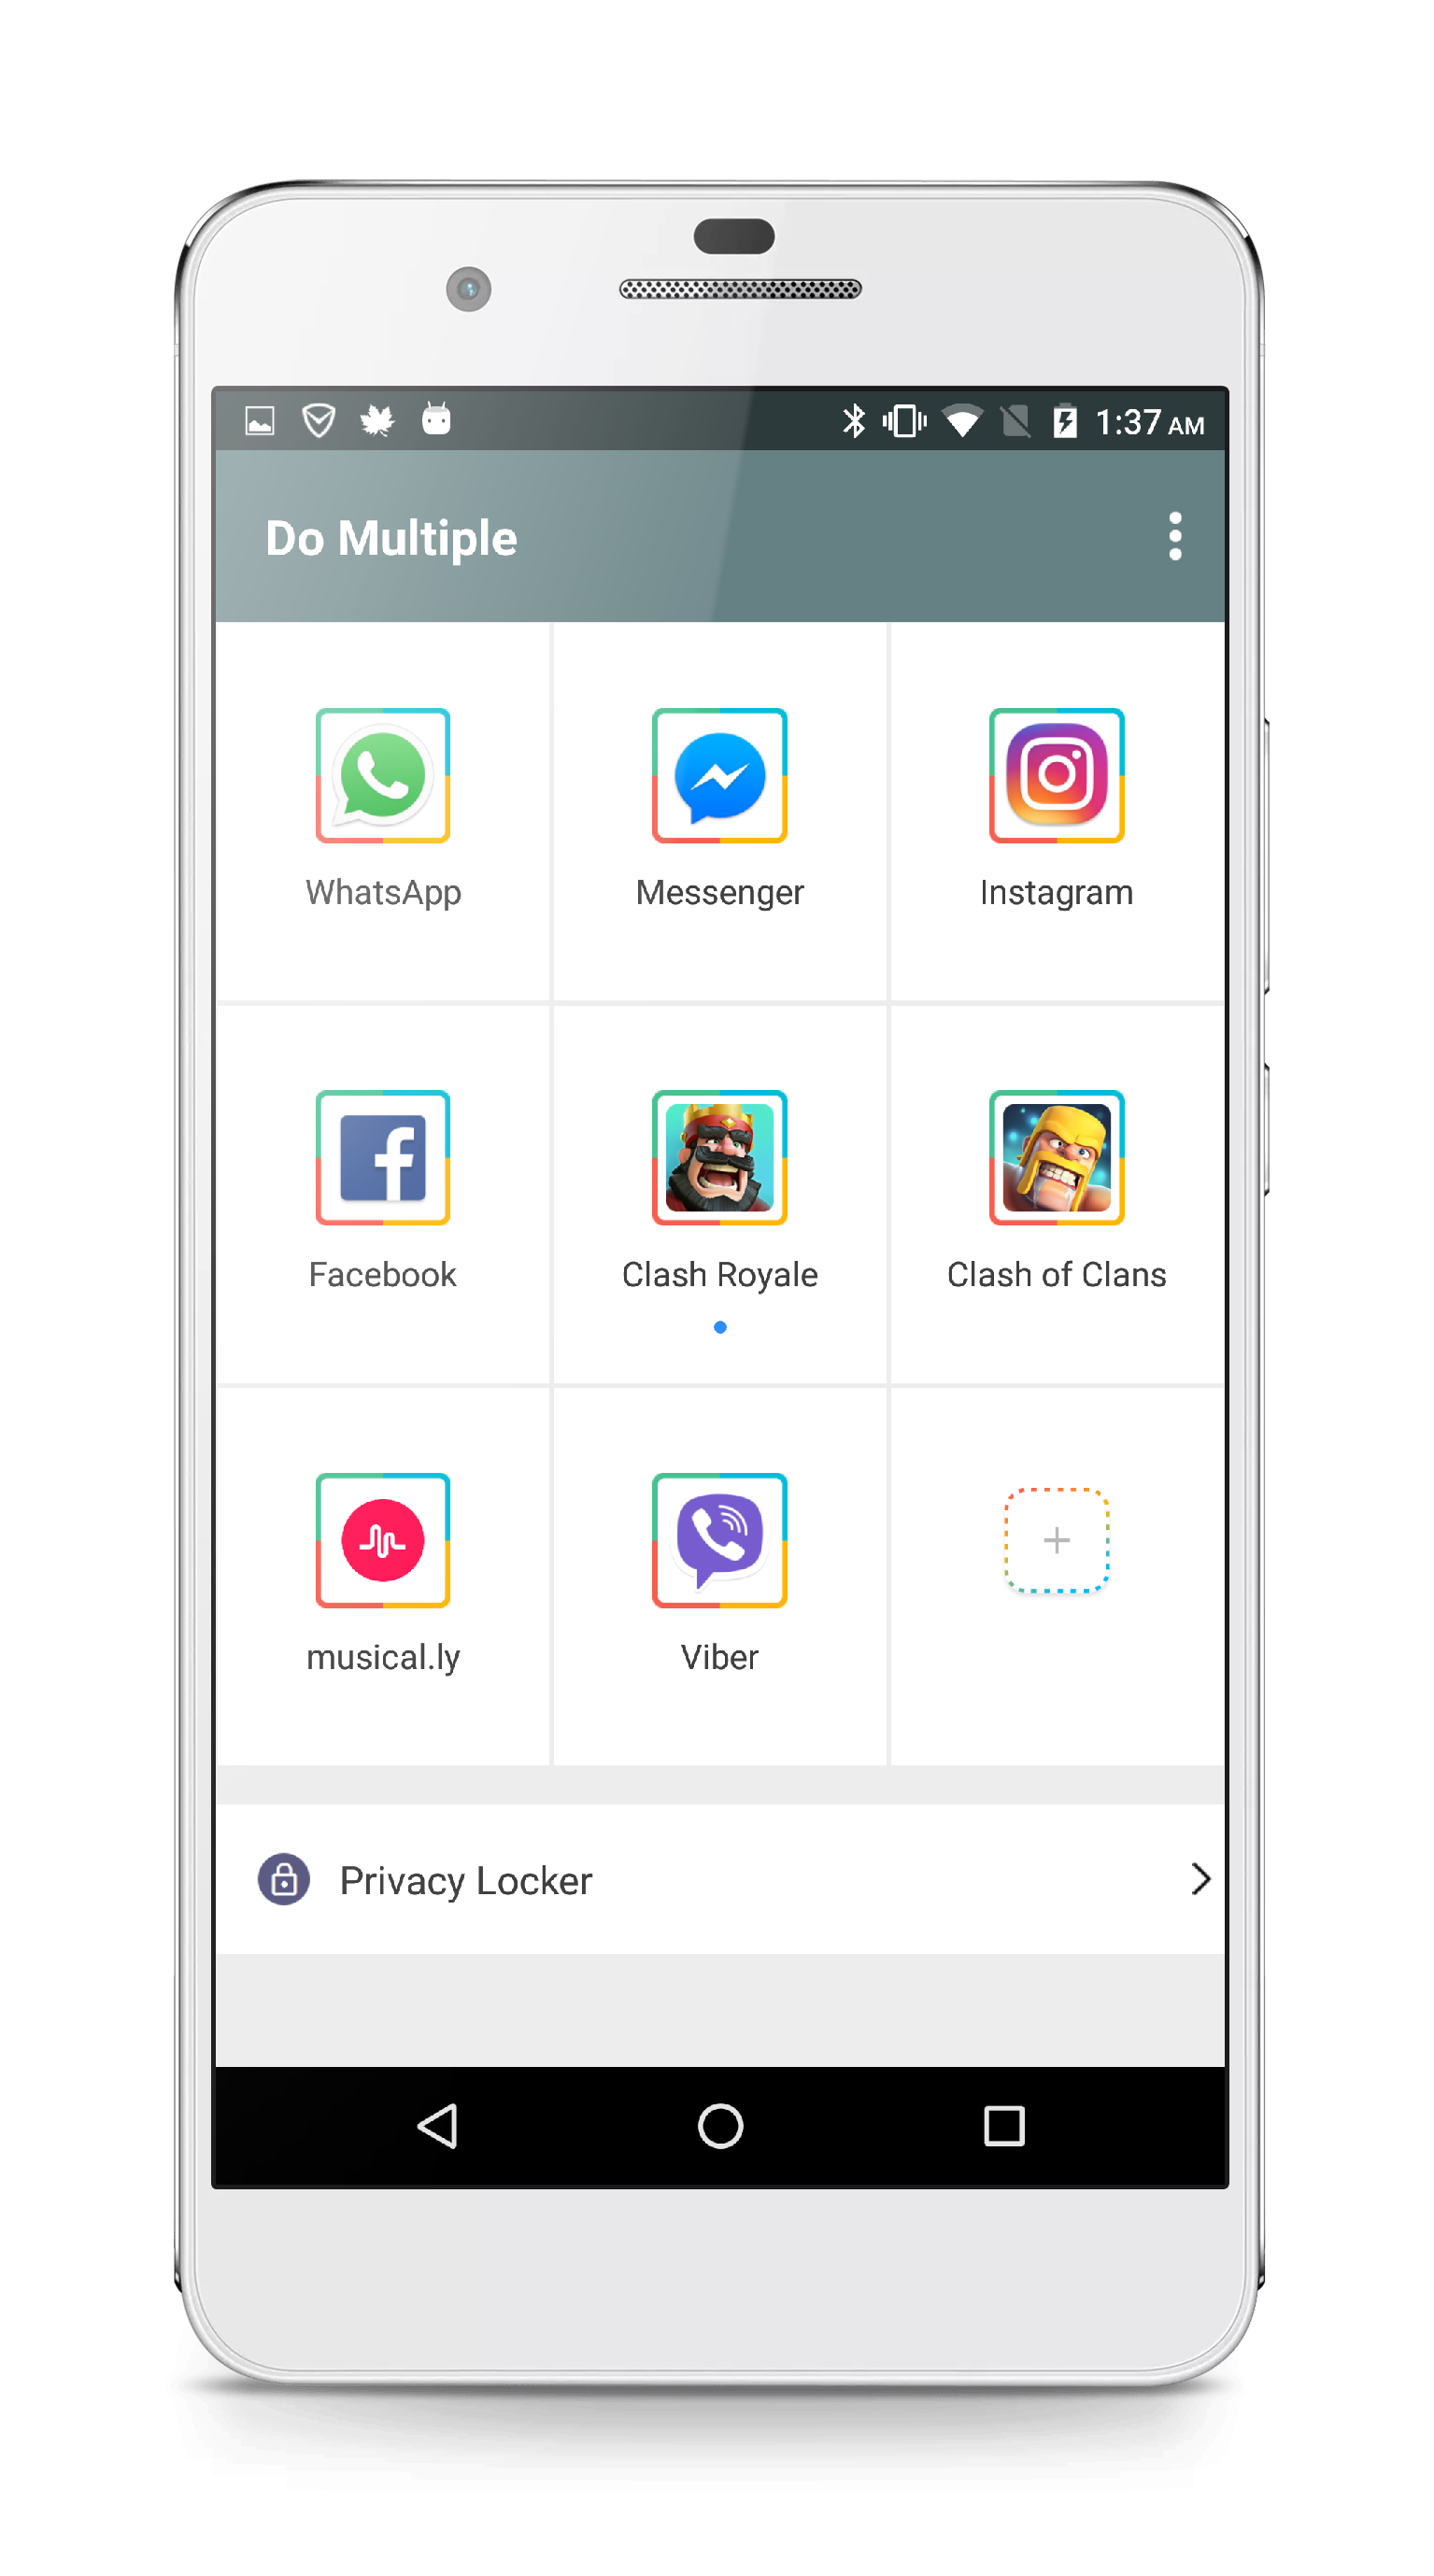 1:37 AM
Do Multiple
WhatsApp
Messenger
Instagram
Facebook
Clash Royale
Clash of Clans
musical.ly
Viber
Privacy Locker